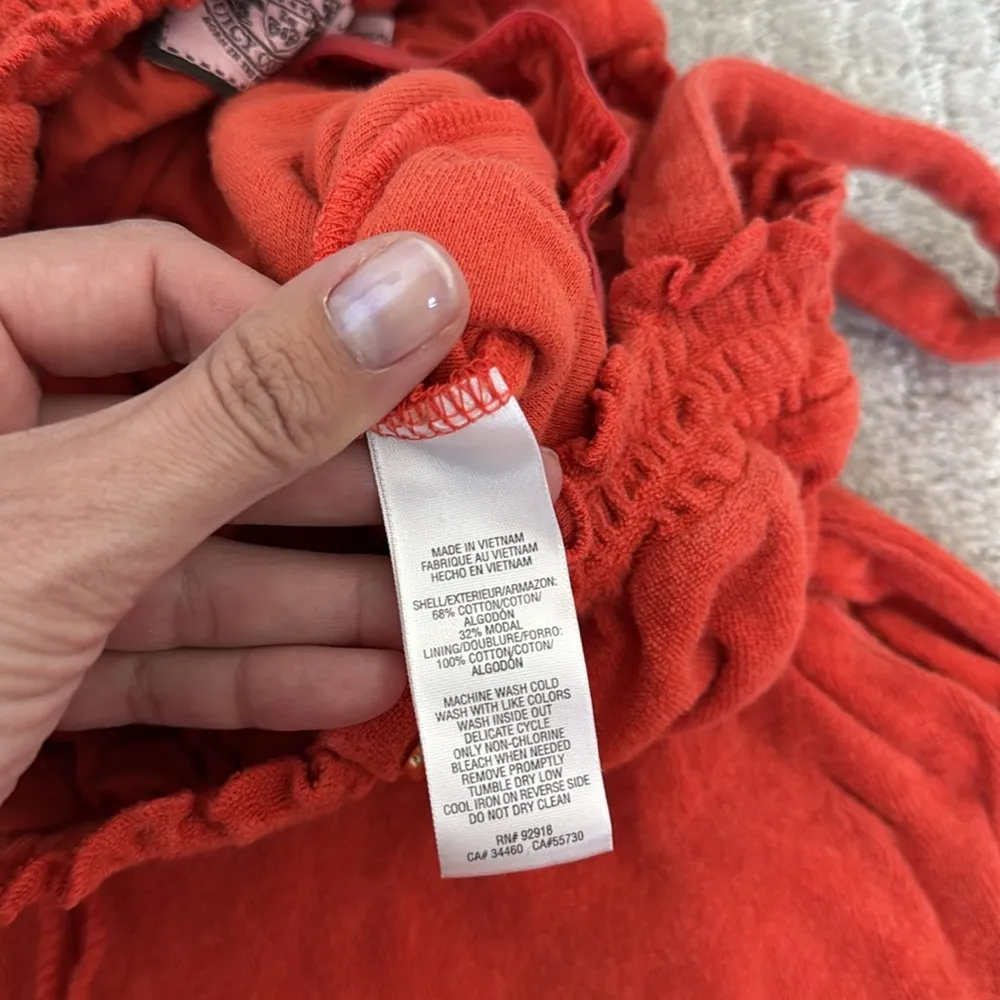 JUICY
MADE IN VIETNAM
FABRIQUE AU VIETNAM
HECHO EN VIETNAM
SHELL/EXTERIEUR/ARMAZON:
68% COTTON/COTON/
ALGODÓN
32% MODAL
LINING/DOUBLURE/FORRO:
100% COTTON/COTON/
ALGODÓN
MACHINE WASH COLD
WASH WITH LIKE COLORS
WASH INSIDE OUT
DELICATE CYCLE
ONLY NON-CHLORINE
BLEACH WHEN NEEDED
REMOVE PROMPTLY
TUMBLE DRY LOW
COOL IRON ON REVERSE SIDE
DO NOT DRY CLEAN
RN# 92918
CA# 34460 CA#55730